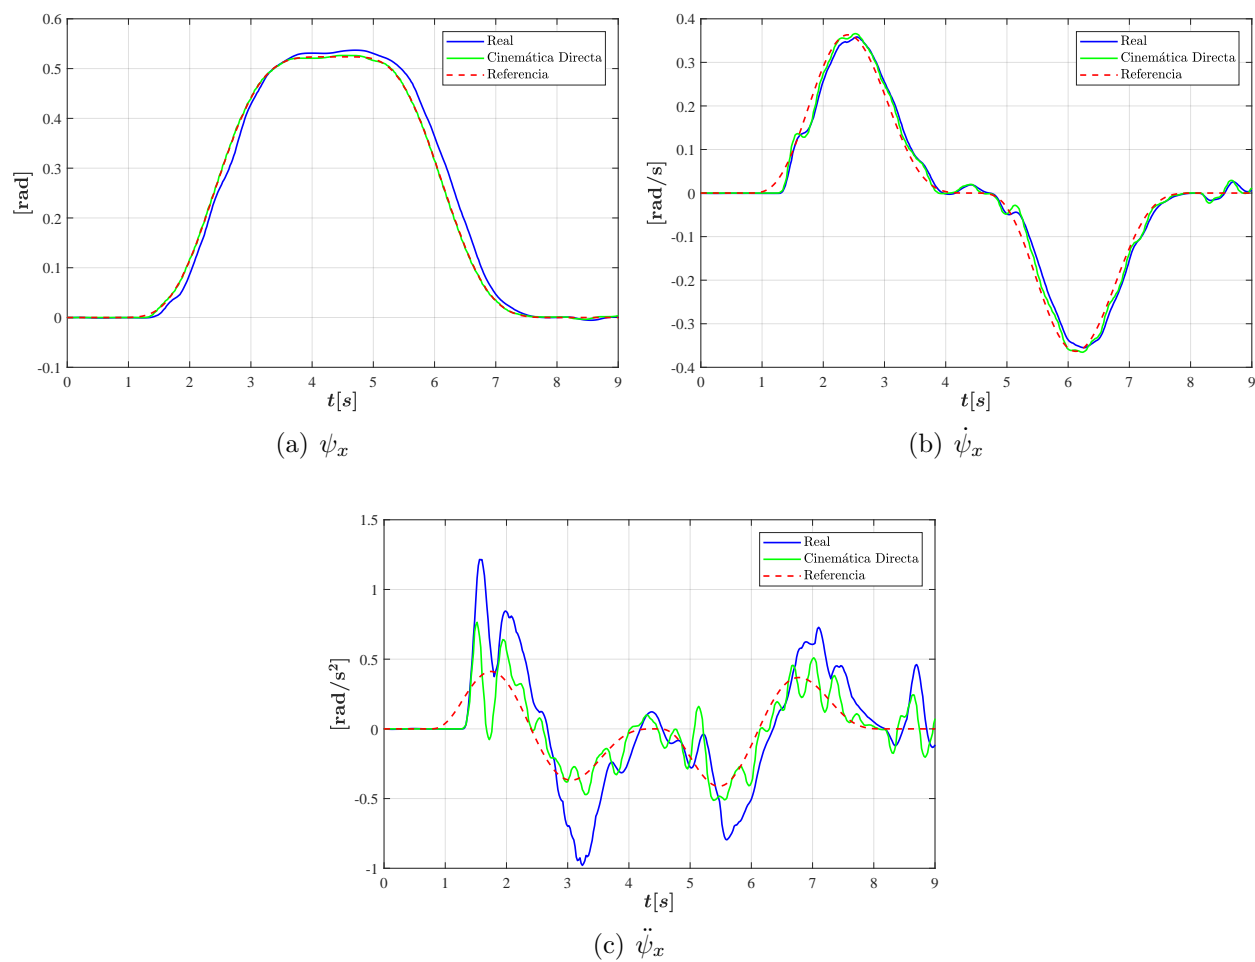 0.6
0.5
0.4
0.3
0.2
0.1
0
-0.1
[rad]
Real
Cinemática Directa
Referencia
0 1 2 3 4 5 6 7 8 9
t[s]
(a) ψₓ
0.4
0.3
0.2
0.1
0
-0.1
-0.2
-0.3
-0.4
[rad/s]
Real
Cinemática Directa
Referencia
0 1 2 3 4 5 6 7 8 9
t[s]
(b) ψ̇ₓ
1.5
1
0.5
0
-0.5
-1
[rad/s²]
Real
Cinemática Directa
Referencia
0 1 2 3 4 5 6 7 8 9
t[s]
(c) ψ̈ₓ